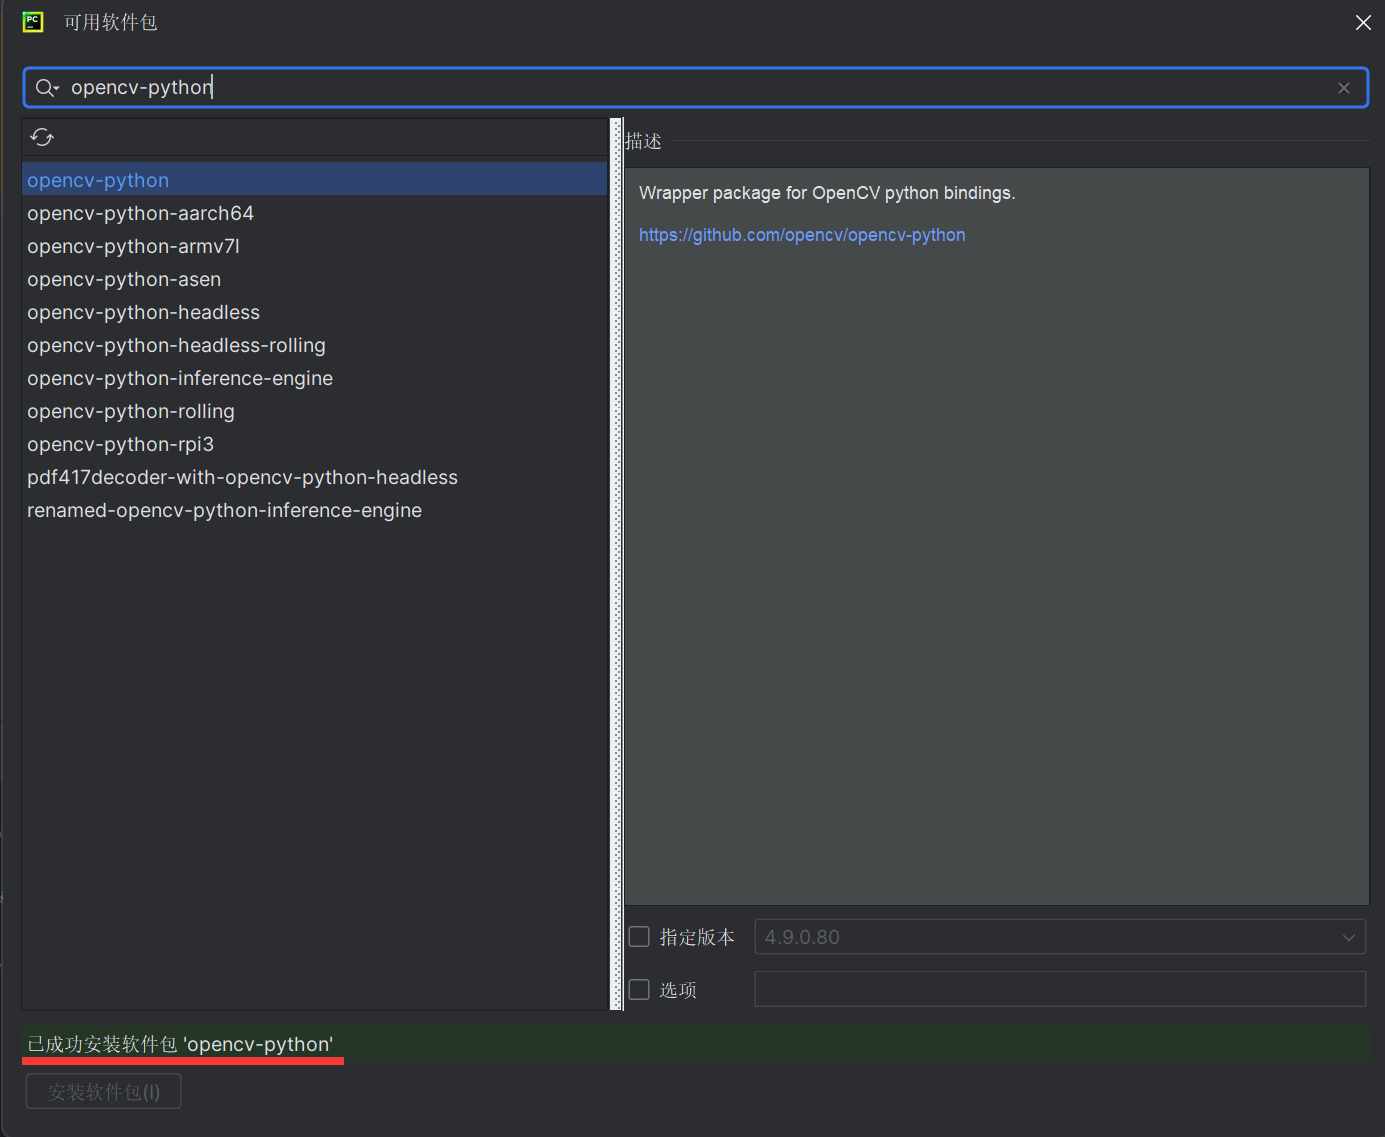 PC
可用软件包
opencv-python
描述
opencv-python
opencv-python-aarch64
opencv-python-armv7l
opencv-python-asen
opencv-python-headless
opencv-python-headless-rolling
opencv-python-inference-engine
opencv-python-rolling
opencv-python-rpi3
pdf417decoder-with-opencv-python-headless
renamed-opencv-python-inference-engine
Wrapper package for OpenCV python bindings.
https://github.com/opencv/opencv-python
指定版本 4.9.0.80
选项
已成功安装软件包 'opencv-python'
安装软件包(I)